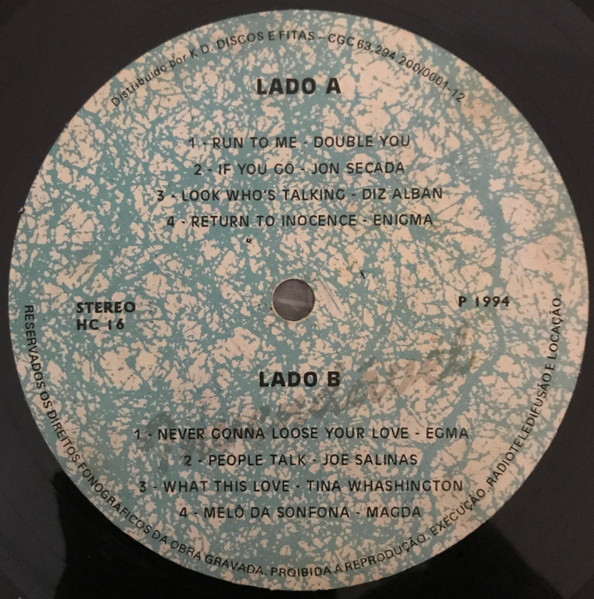 Distribuido por K D. DISCOS E FITAS - CGC 63.294.200/0001-12
LADO A
1 - RUN TO ME - DOUBLE YOU
2 - IF YOU GO - JON SECADA
3 - LOOK WHO'S TALKING - DIZ ALBAN
4 - RETURN TO INOCENCE - ENIGMA
STEREO
HC 16
P 1994
LADO B
1 - NEVER GONNA LOOSE YOUR LOVE - EGMA
2 - PEOPLE TALK - JOE SALINAS
3 - WHAT THIS LOVE - TINA WHASHINGTON
4 - MELÔ DA SONFONA - MAGDA
RESERVADOS OS DIREITOS FONOGRAFICOS DA OBRA GRAVADA. PROIBIDA A REPRODUÇÃO, EXECUÇÃO, RADIOTELEDIFUSÃO E LOCAÇÃO.